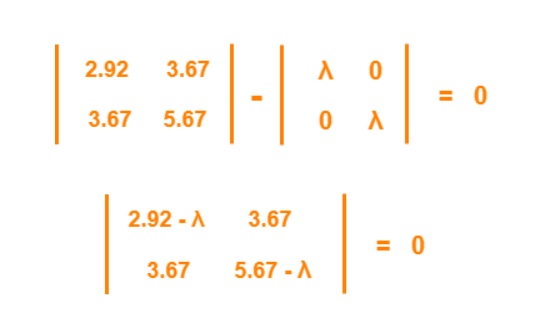 | 2.92 3.67 | - | λ 0 | = 0
| 3.67 5.67 | | 0 λ |
| 2.92 - λ 3.67 | = 0
| 3.67 5.67 - λ |